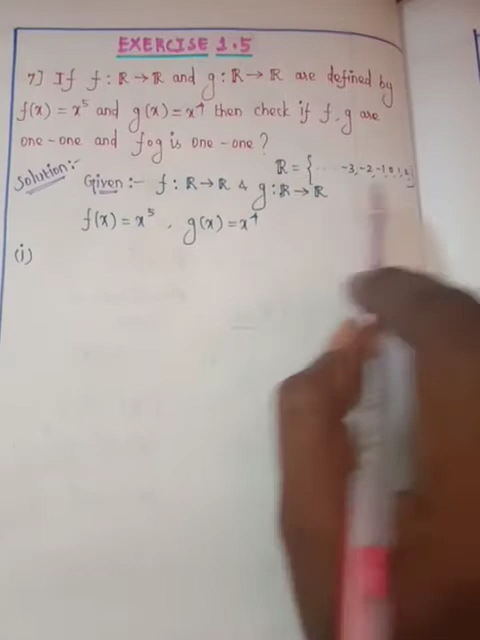 EXERCISE 1.5
7] If f : ℝ → ℝ and g : ℝ → ℝ are defined by
f(x) = x⁵ and g(x) = x⁴ then check if f, g are
one - one and fog is one - one ?
Solution:- ℝ = {... -3, -2, -1, 0, 1, 2,
Given :- f : ℝ → ℝ & g : ℝ → ℝ
f(x) = x⁵ , g(x) = x⁴
(i)